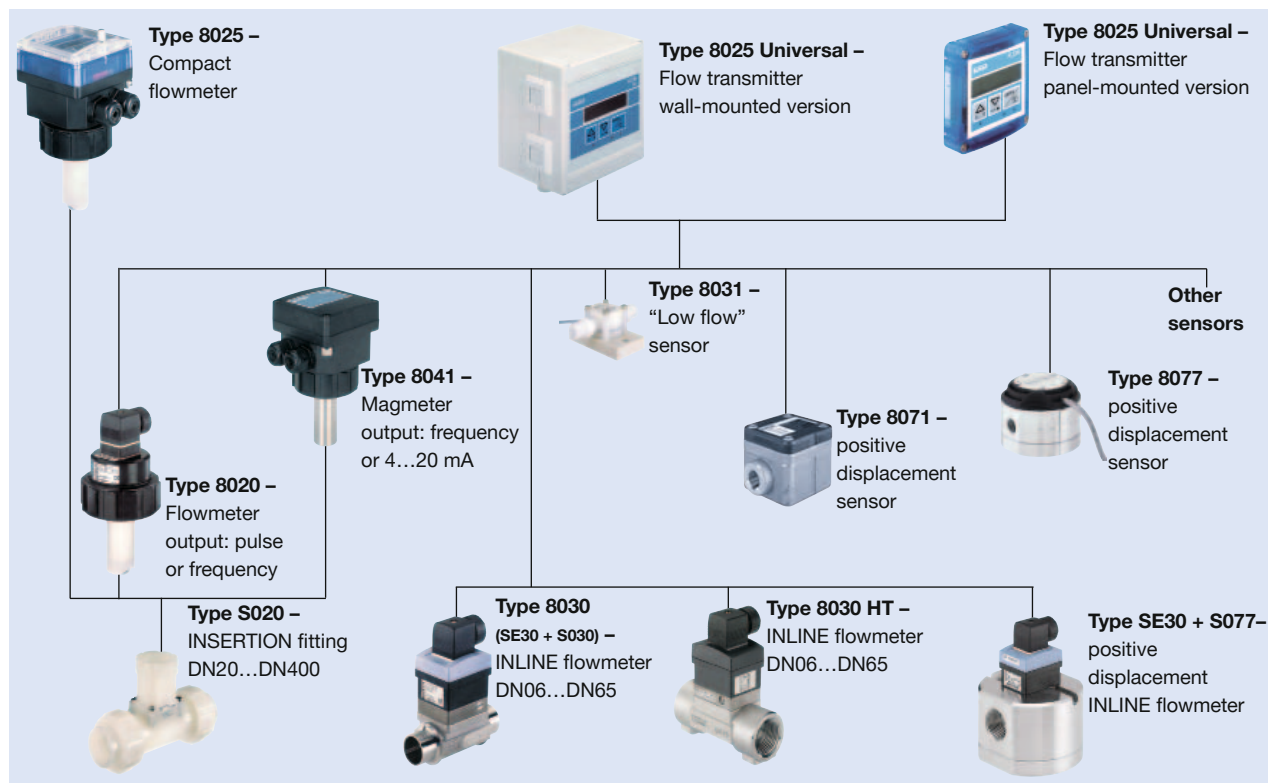 Type 8025 –
Compact
flowmeter
Type 8025 Universal –
Flow transmitter
wall-mounted version
Type 8025 Universal –
Flow transmitter
panel-mounted version
Type 8031 –
“Low flow”
sensor
Other
sensors
Type 8041 –
Magmeter
output: frequency
or 4…20 mA
Type 8071 –
positive
displacement
sensor
Type 8077 –
positive
displacement
sensor
Type 8020 –
Flowmeter
output: pulse
or frequency
Type S020 –
INSERTION fitting
DN20…DN400
Type 8030
(SE30 + S030) –
INLINE flowmeter
DN06…DN65
Type 8030 HT –
INLINE flowmeter
DN06…DN65
Type SE30 + S077–
positive
displacement
INLINE flowmeter